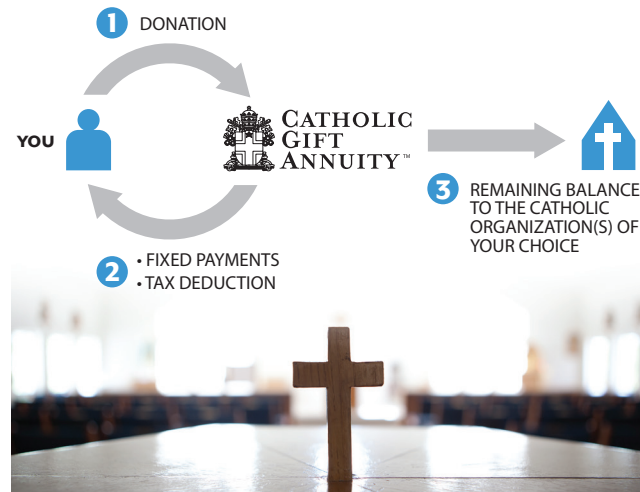 1 DONATION
YOU
CATHOLIC
GIFT
ANNUITY™
3 REMAINING BALANCE
TO THE CATHOLIC
ORGANIZATION(S) OF
YOUR CHOICE
2 • FIXED PAYMENTS
• TAX DEDUCTION